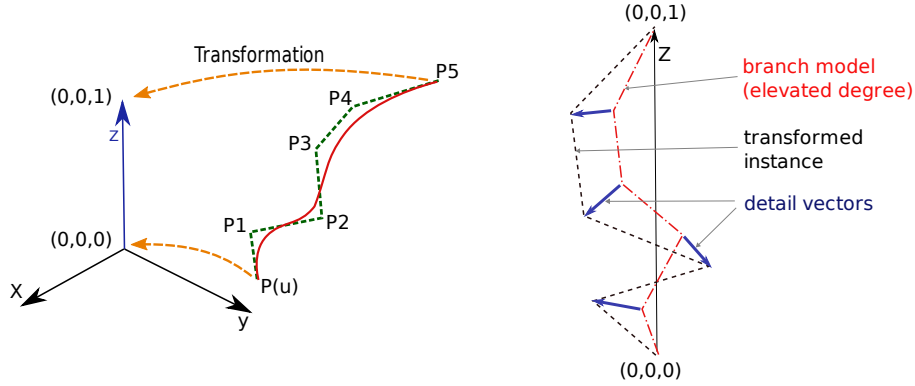 Transformation
P5
(0,0,1)
P4
z
P3
P1
P2
(0,0,0)
P(u)
X
y
(0,0,1)
Z
branch model
(elevated degree)
transformed
instance
detail vectors
(0,0,0)